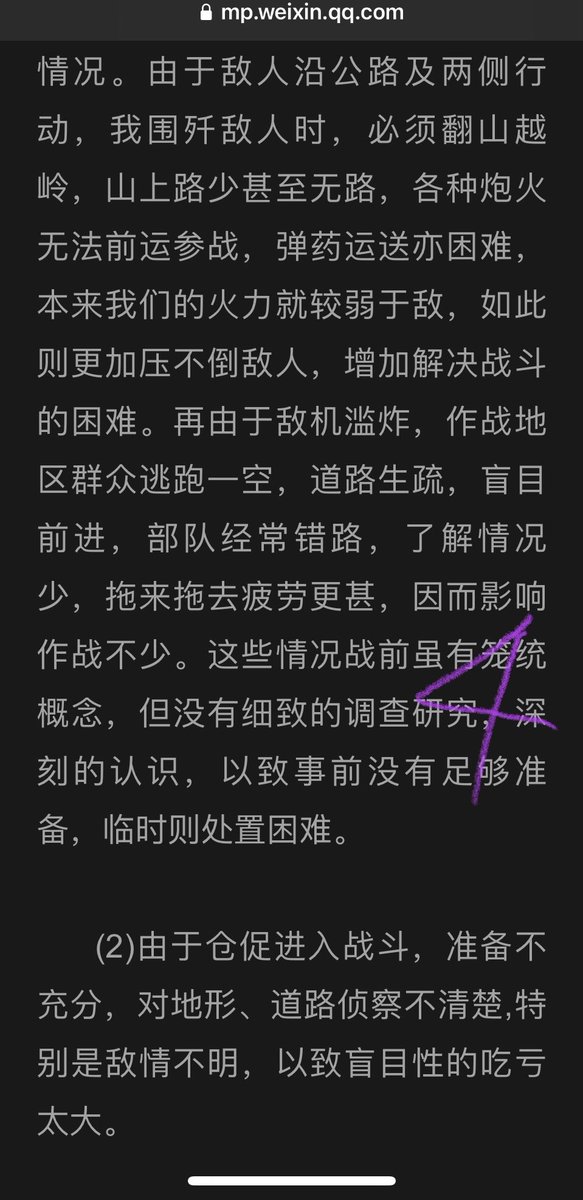 mp.weixin.qq.com
情况。由于敌人沿公路及两侧行
动，我围歼敌人时，必须翻山越
岭，山上路少甚至无路，各种炮火
无法前运参战，弹药运送亦困难，
本来我们的火力就较弱于敌，如此
则更加压不倒敌人，增加解决战斗
的困难。再由于敌机滥炸，作战地
区群众逃跑一空，道路生疏，盲目
前进，部队经常错路，了解情况
少，拖来拖去疲劳更甚，因而影响
作战不少。这些情况战前虽有笼统
概念，但没有细致的调查研究，深
刻的认识，以致事前没有足够准
备，临时则处置困难。
4
(2)由于仓促进入战斗，准备不
充分，对地形、道路侦察不清楚,特
别是敌情不明，以致盲目性的吃亏
太大。